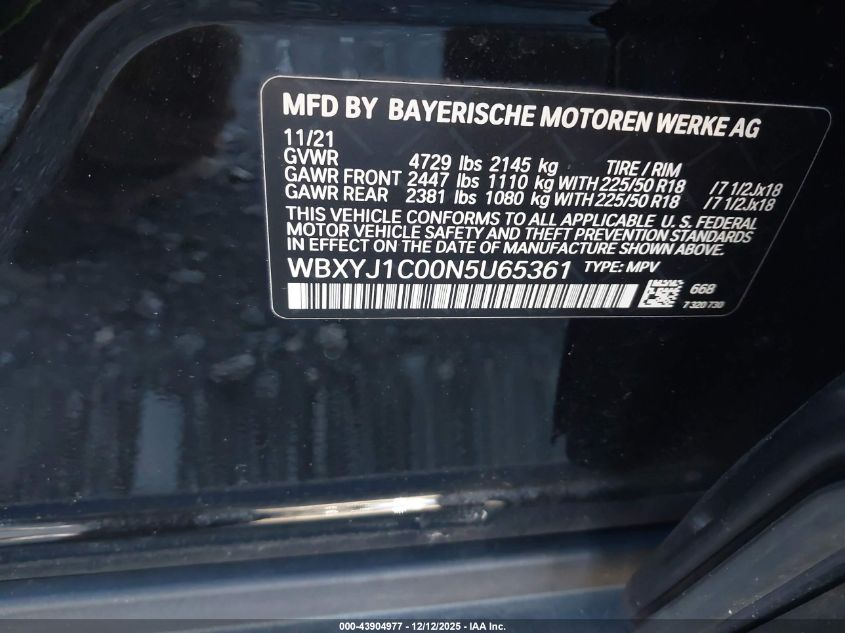 MFD BY BAYERISCHE MOTOREN WERKE AG
11/21
GVWR 4729 lbs 2145 kg TIRE / RIM
GAWR FRONT 2447 lbs 1110 kg WITH 225/50 R18 /7 1/2Jx18
GAWR REAR 2381 lbs 1080 kg WITH 225/50 R18 /7 1/2Jx18
THIS VEHICLE CONFORMS TO ALL APPLICABLE U. S. FEDERAL
MOTOR VEHICLE SAFETY AND THEFT PREVENTION STANDARDS
IN EFFECT ON THE DATE OF MANUFACTURE SHOWN ABOVE.
WBXYJ1C00N5U65361 TYPE: MPV
668
7 320 730
000-43904977 - 12/12/2025 - IAA Inc.